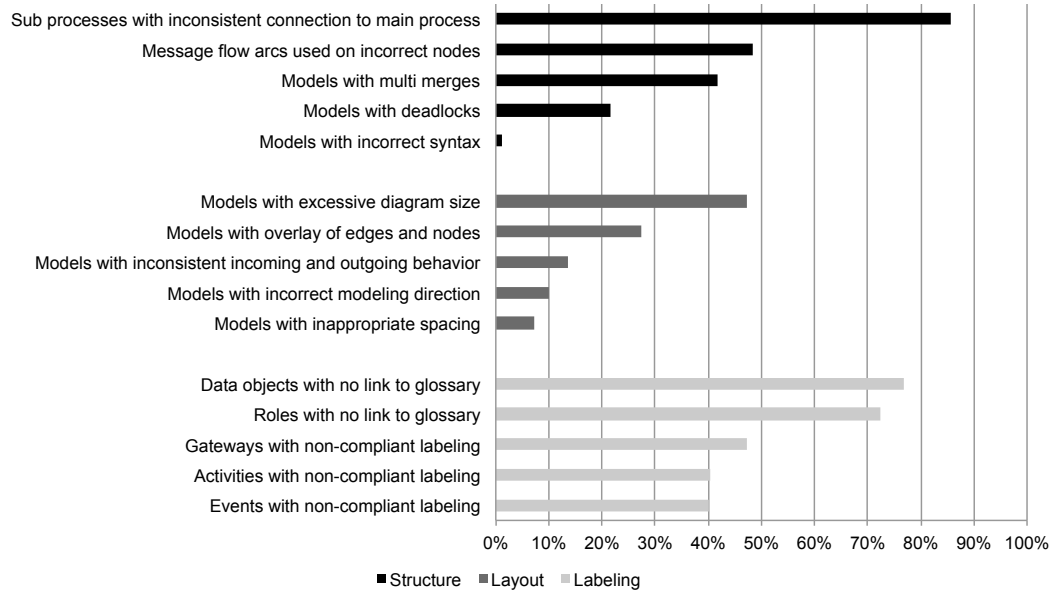 Sub processes with inconsistent connection to main process
Message flow arcs used on incorrect nodes
Models with multi merges
Models with deadlocks
Models with incorrect syntax
Models with excessive diagram size
Models with overlay of edges and nodes
Models with inconsistent incoming and outgoing behavior
Models with incorrect modeling direction
Models with inappropriate spacing
Data objects with no link to glossary
Roles with no link to glossary
Gateways with non-compliant labeling
Activities with non-compliant labeling
Events with non-compliant labeling
0% 10% 20% 30% 40% 50% 60% 70% 80% 90% 100%
Structure Layout Labeling